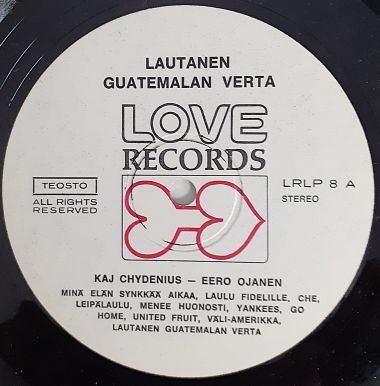 LAUTANEN
GUATEMALAN VERTA
LOVE
RECORDS
TEOSTO
ALL RIGHTS
RESERVED
LRLP 8 A
STEREO
KAJ CHYDENIUS — EERO OJANEN
MINÄ ELÄN SYNKKÄÄ AIKAA, LAULU FIDELILLE, CHE,
LEIPÄLAULU, MENEE HUONOSTI, YANKEES, GO
HOME, UNITED FRUIT, VÄLI-AMERIKKA,
LAUTANEN GUATEMALAN VERTA